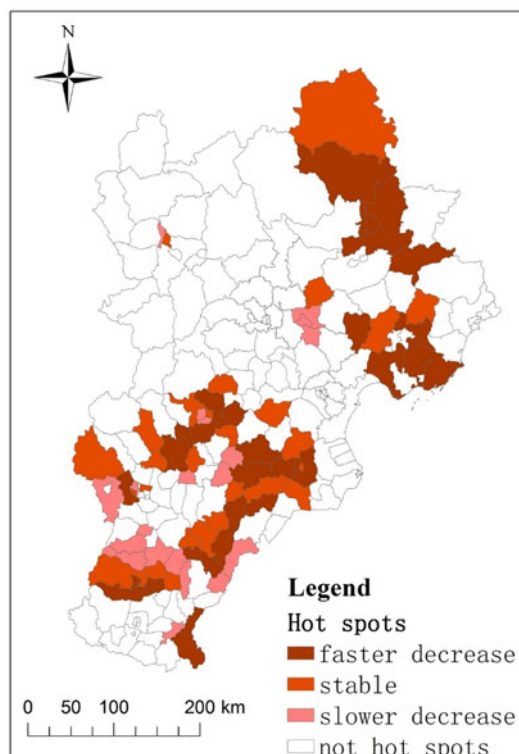 N
Legend
Hot spots
faster decrease
stable
slower decrease
not hot spots
0 50 100 200 km